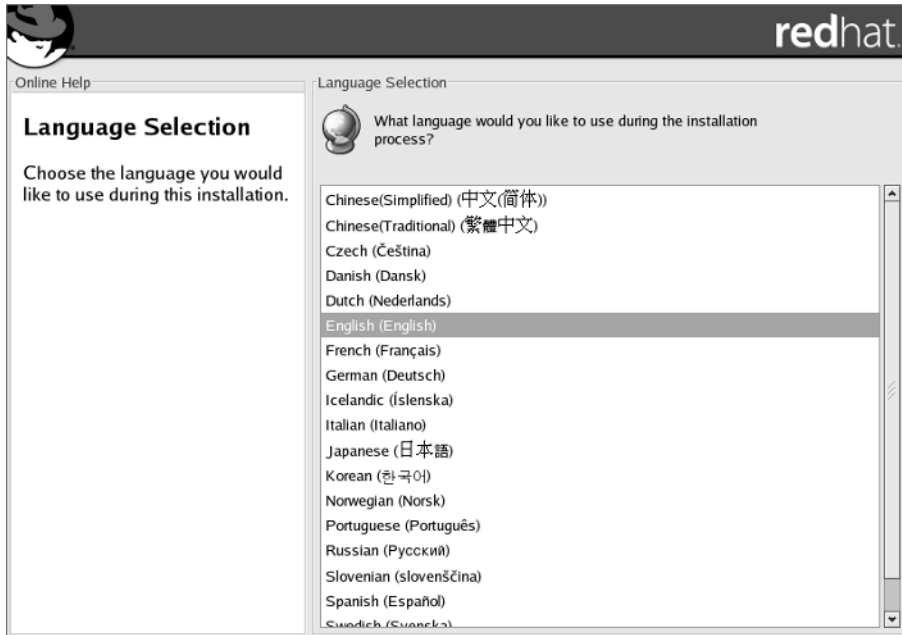 redhat.
Online Help
Language Selection
Choose the language you would
like to use during this installation.
Language Selection
What language would you like to use during the installation
process?
Chinese(Simplified) (中文(简体))
Chinese(Traditional) (繁體中文)
Czech (Čeština)
Danish (Dansk)
Dutch (Nederlands)
English (English)
French (Français)
German (Deutsch)
Icelandic (Íslenska)
Italian (Italiano)
Japanese (日本語)
Korean (한국어)
Norwegian (Norsk)
Portuguese (Português)
Russian (Русский)
Slovenian (slovenščina)
Spanish (Español)
Swedish (Svenska)